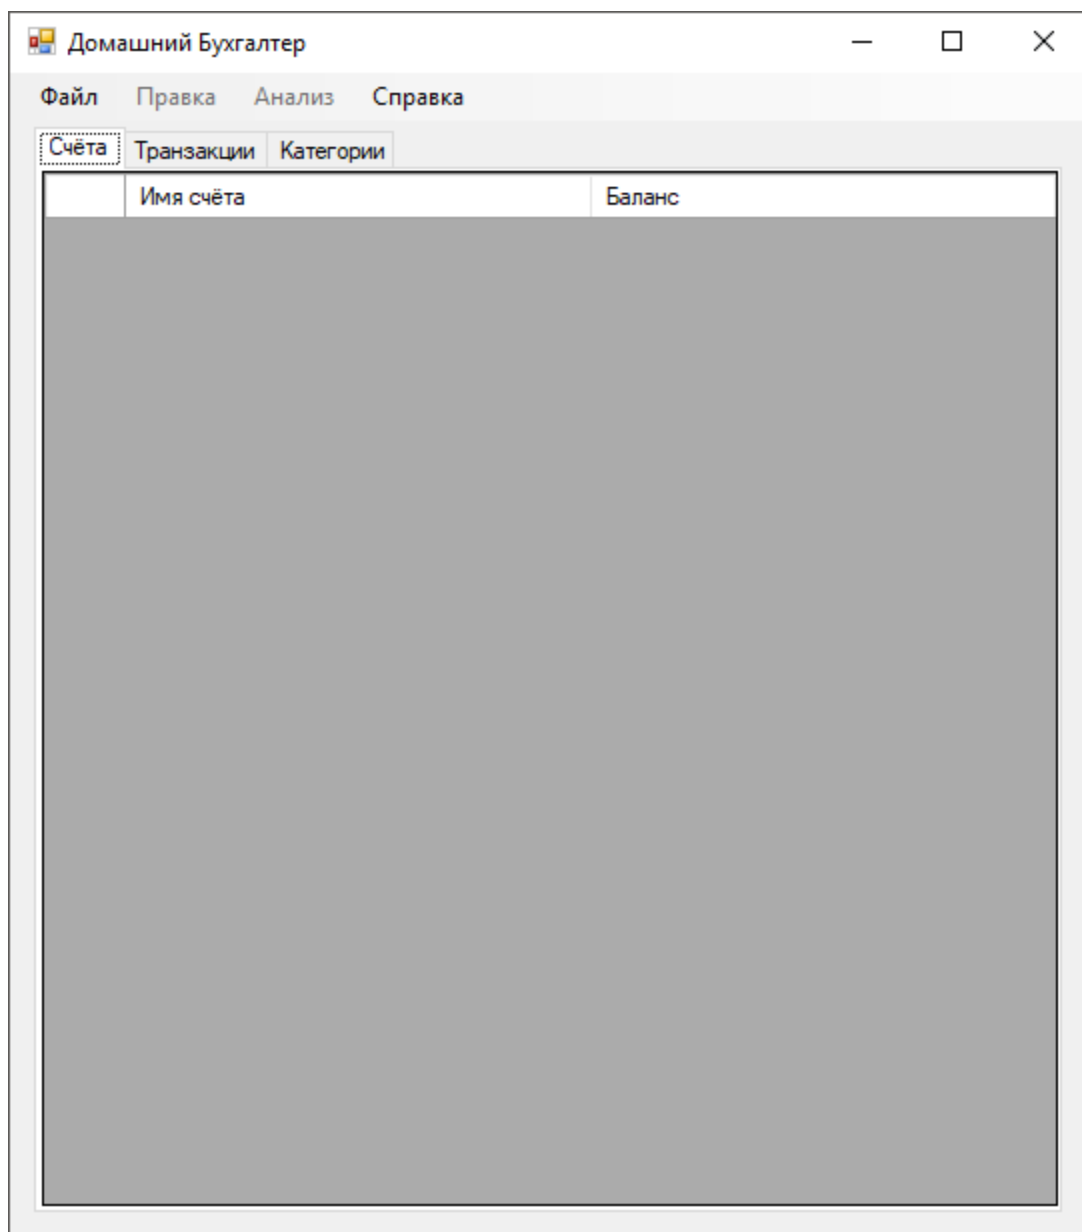 Домашний Бухгалтер
Файл Правка Анализ Справка
Счёта Транзакции Категории
Имя счёта Баланс